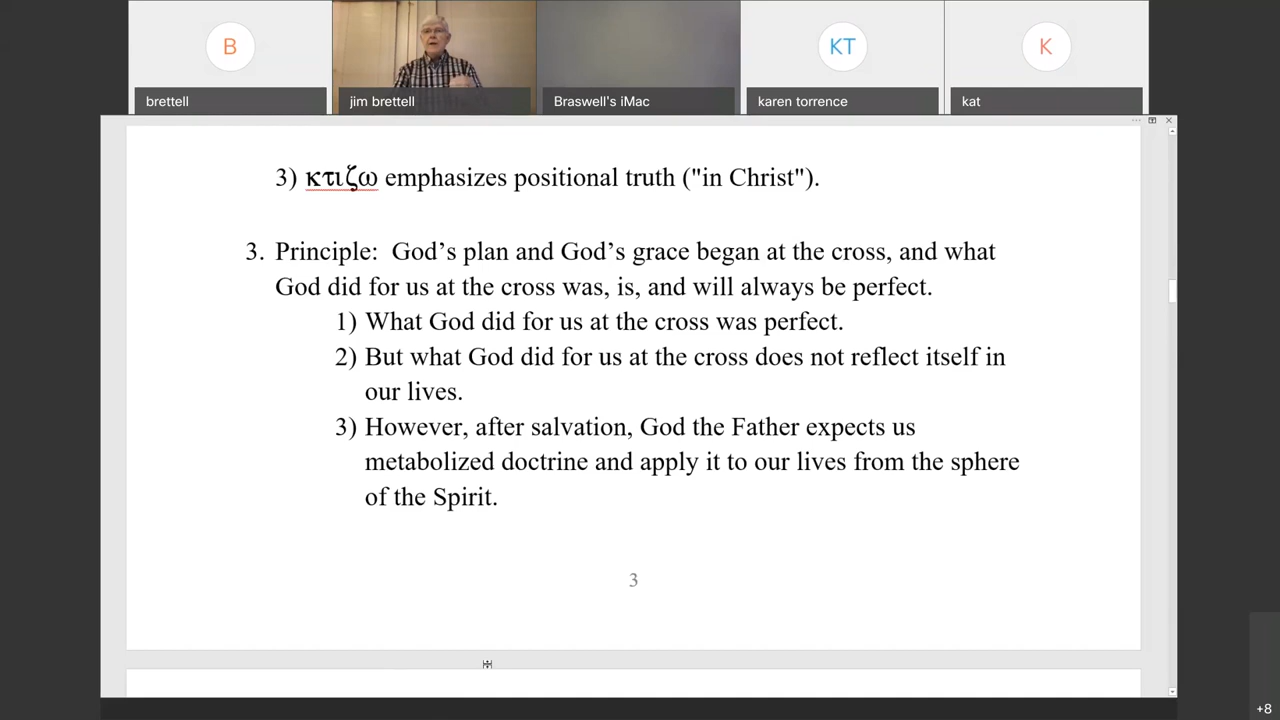 B
KT
K
brettell
jim brettell
Braswell's iMac
karen torrence
kat
3) κτιζω emphasizes positional truth ("in Christ").
3. Principle:  God’s plan and God’s grace began at the cross, and what
God did for us at the cross was, is, and will always be perfect.
1) What God did for us at the cross was perfect.
2) But what God did for us at the cross does not reflect itself in
our lives.
3) However, after salvation, God the Father expects us
metabolized doctrine and apply it to our lives from the sphere
of the Spirit.
3
+8